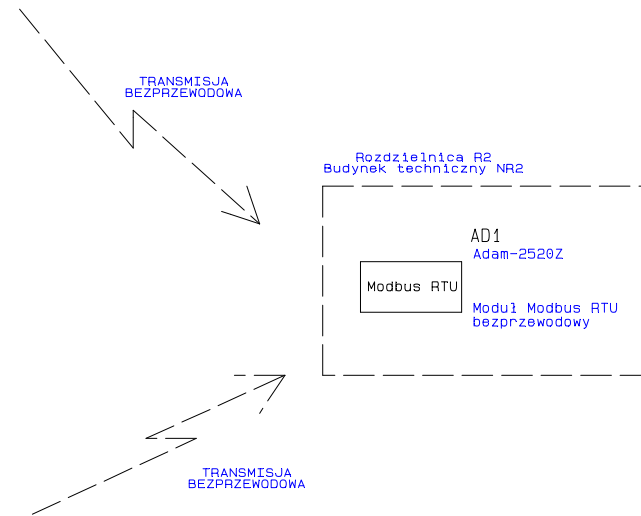 TRANSMISJA
BEZPRZEWODOWA
Rozdzielnica R2
Budynek techniczny NR2
AD1
Adam-2520Z
Modbus RTU
Moduł Modbus RTU
bezprzewodowy
TRANSMISJA
BEZPRZEWODOWA